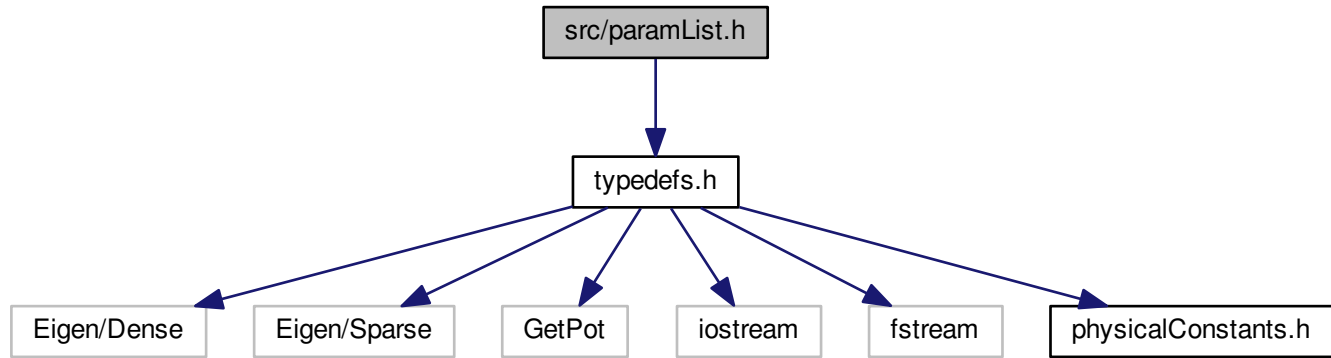 src/paramList.h
typedefs.h
Eigen/Dense
Eigen/Sparse
GetPot
iostream
fstream
physicalConstants.h